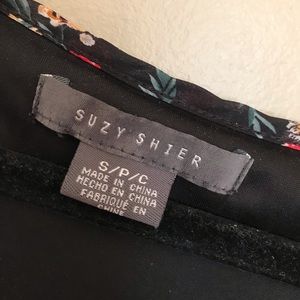 SUZY SHIER
S/P/C
MADE IN CHINA
HECHO EN CHINA
FABRIQUÉ EN
CHINE